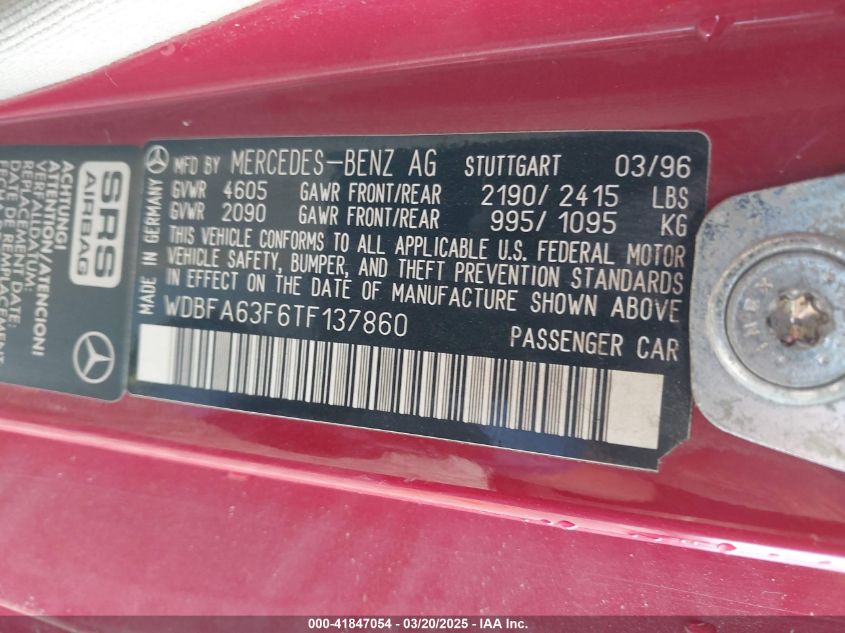 ACHTUNG!
ATTENTION/ATENCION!
VERFALLDATUM:
REPLACEMENT DATE:
SRS
AIRBAG
MADE IN GERMANY
MFD BY MERCEDES-BENZ AG STUTTGART 03/96
GVWR 4605 GAWR FRONT/REAR 2190/ 2415 LBS
GVWR 2090 GAWR FRONT/REAR 995/ 1095 KG
THIS VEHICLE CONFORMS TO ALL APPLICABLE U.S. FEDERAL MOTOR
VEHICLE SAFETY, BUMPER, AND THEFT PREVENTION STANDARDS
IN EFFECT ON THE DATE OF MANUFACTURE SHOWN ABOVE
WDBFA63F6TF137860 PASSENGER CAR
000-41847054 - 03/20/2025 - IAA Inc.